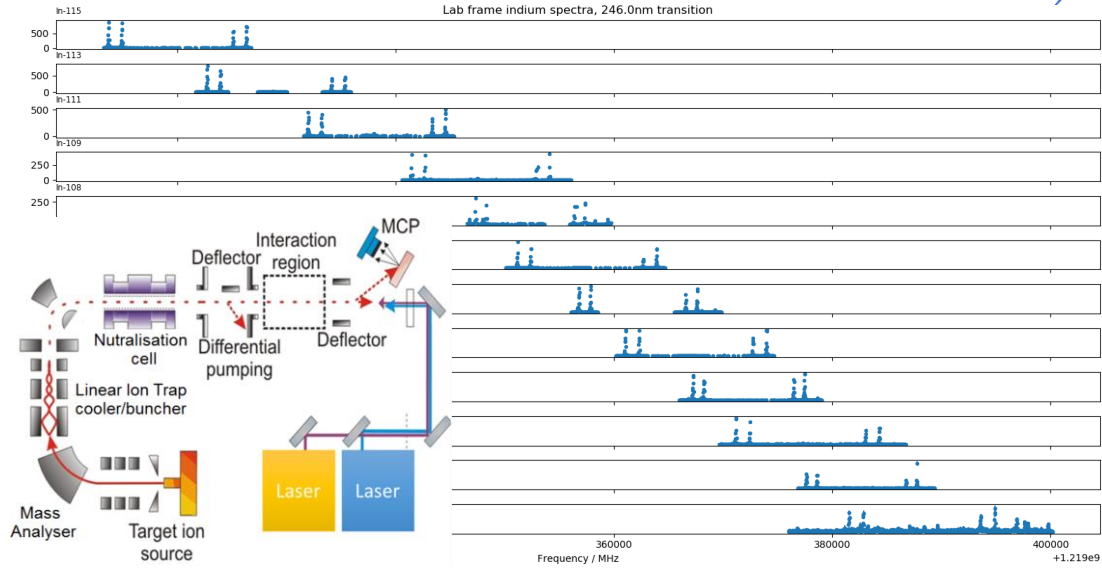 Lab frame indium spectra, 246.0nm transition
In-115
500
0
In-113
500
0
In-111
500
0
In-109
250
0
In-108
250
MCP
Interaction
region
Deflector
Nutralisation
cell
Differential
pumping
Deflector
Linear Ion Trap
cooler/buncher
Laser
Laser
Mass
Analyser
Target ion
source
360000
380000
400000
Frequency / MHz
+1.219e9